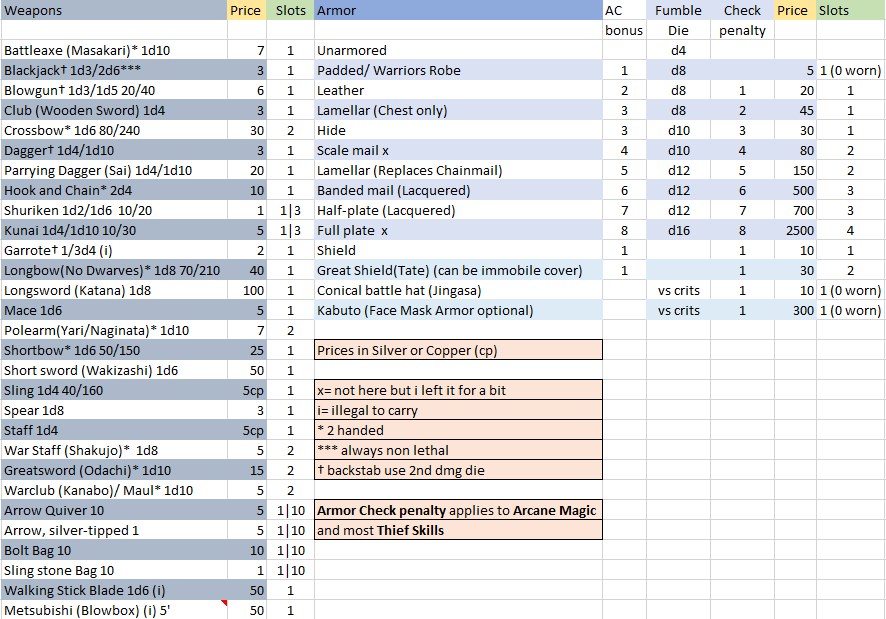 Weapons Price Slots Armor AC Fumble Check Price Slots
bonus Die penalty
Battleaxe (Masakari)* 1d10 7 1 Unarmored d4
Blackjack† 1d3/2d6*** 3 1 Padded/ Warriors Robe 1 d8 5 1 (0 worn)
Blowgun† 1d3/1d5 20/40 6 1 Leather 2 d8 1 20 1
Club (Wooden Sword) 1d4 3 1 Lamellar (Chest only) 3 d8 2 45 1
Crossbow* 1d6 80/240 30 2 Hide 3 d10 3 30 1
Dagger† 1d4/1d10 3 1 Scale mail x 4 d10 4 80 2
Parrying Dagger (Sai) 1d4/1d10 20 1 Lamellar (Replaces Chainmail) 5 d12 5 150 2
Hook and Chain* 2d4 10 1 Banded mail (Lacquered) 6 d12 6 500 3
Shuriken 1d2/1d6 10/20 1 1|3 Half-plate (Lacquered) 7 d12 7 700 3
Kunai 1d4/1d10 10/30 5 1|3 Full plate x 8 d16 8 2500 4
Garrote† 1/3d4 (i) 2 1 Shield 1 1 10 1
Longbow(No Dwarves)* 1d8 70/210 40 1 Great Shield(Tate) (can be immobile cover) 1 1 30 2
Longsword (Katana) 1d8 100 1 Conical battle hat (Jingasa) vs crits 1 10 1 (0 worn)
Mace 1d6 5 1 Kabuto (Face Mask Armor optional) vs crits 1 300 1 (0 worn)
Polearm(Yari/Naginata)* 1d10 7 2
Shortbow* 1d6 50/150 25 1 Prices in Silver or Copper (cp)
Short sword (Wakizashi) 1d6 50 1
Sling 1d4 40/160 5cp 1 x= not here but i left it for a bit
Spear 1d8 3 1 i= illegal to carry
Staff 1d4 5cp 1 * 2 handed
War Staff (Shakujo)* 1d8 5 2 *** always non lethal
Greatsword (Odachi)* 1d10 15 2 † backstab use 2nd dmg die
Warclub (Kanabo)/ Maul* 1d10 5 2
Arrow Quiver 10 5 1|10 Armor Check penalty applies to Arcane Magic
Arrow, silver-tipped 1 5 1|10 and most Thief Skills
Bolt Bag 10 10 1|10
Sling stone Bag 10 1 1|10
Walking Stick Blade 1d6 (i) 50 1
Metsubishi (Blowbox) (i) 5' 50 1